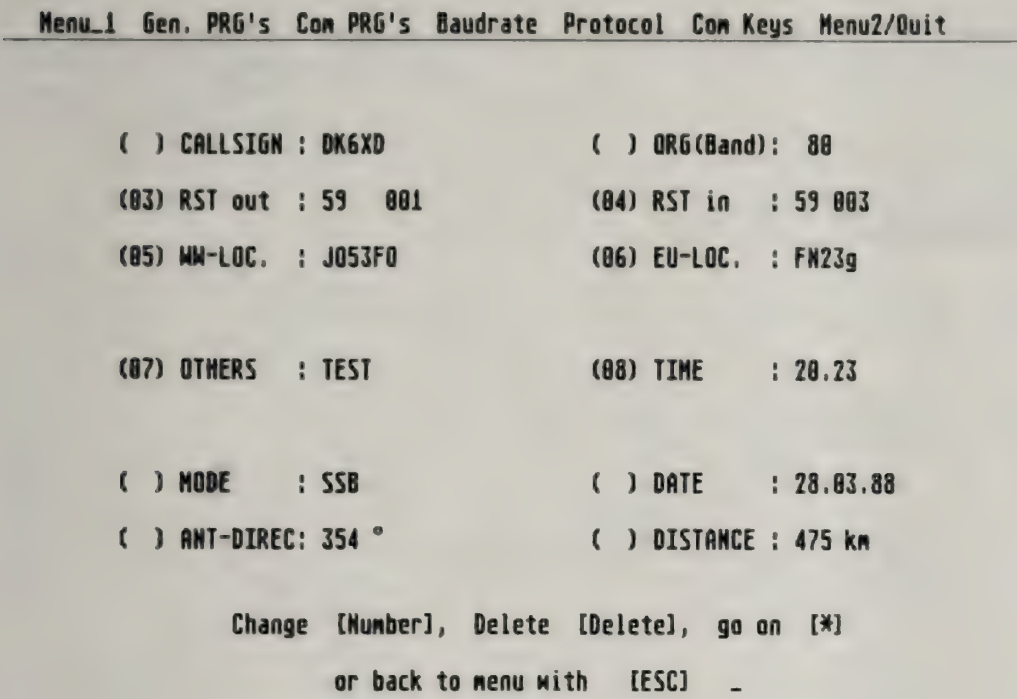 Menu_1 Gen. PRG's Com PRG's Baudrate Protocol Com Keys Menu2/Quit
( ) CALLSIGN : DK6XD ( ) QRG(Band): 80
(03) RST out : 59 001 (04) RST in : 59 003
(05) WW-LOC. : JO53FO (06) EU-LOC. : FN23g
(07) OTHERS : TEST (08) TIME : 20.23
( ) MODE : SSB ( ) DATE : 28.03.88
( ) ANT-DIREC: 354 ° ( ) DISTANCE : 475 km
Change [Number], Delete [Delete], go on [*]
or back to menu with [ESC] _